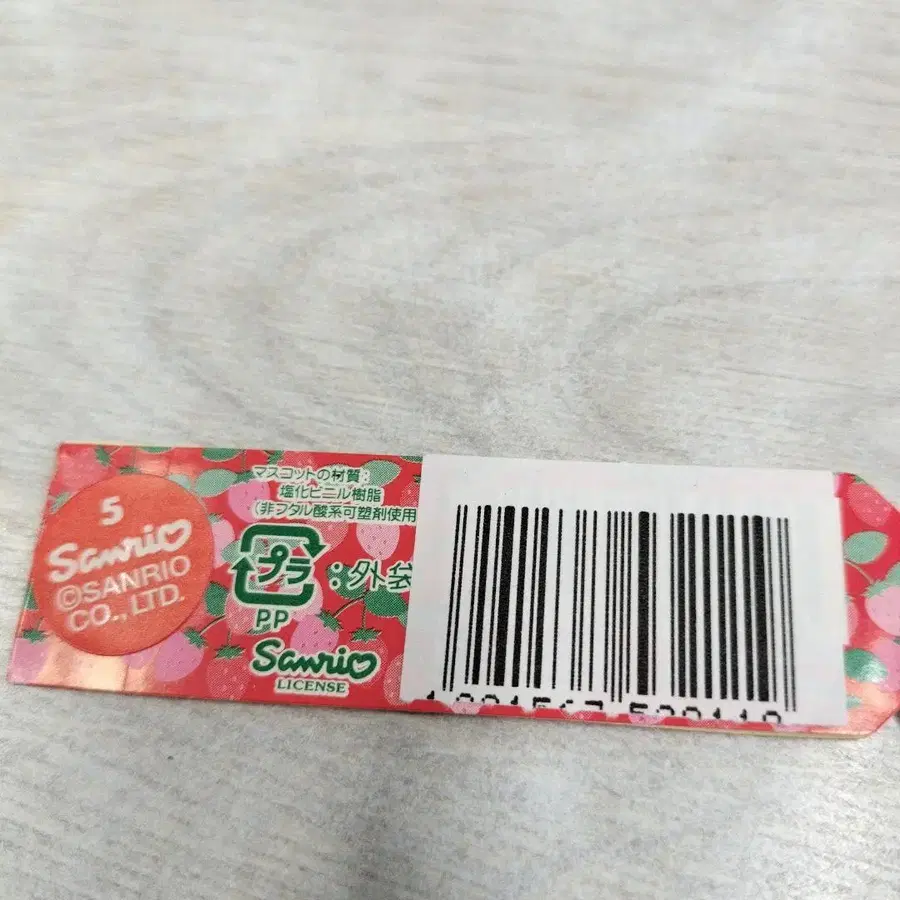 5
Sanrio
©SANRIO
CO., LTD.
マスコットの材質:
塩化ビニル樹脂
(非フタル酸系可塑剤使用
プラ
:外袋
PP
Sanrio
LICENSE